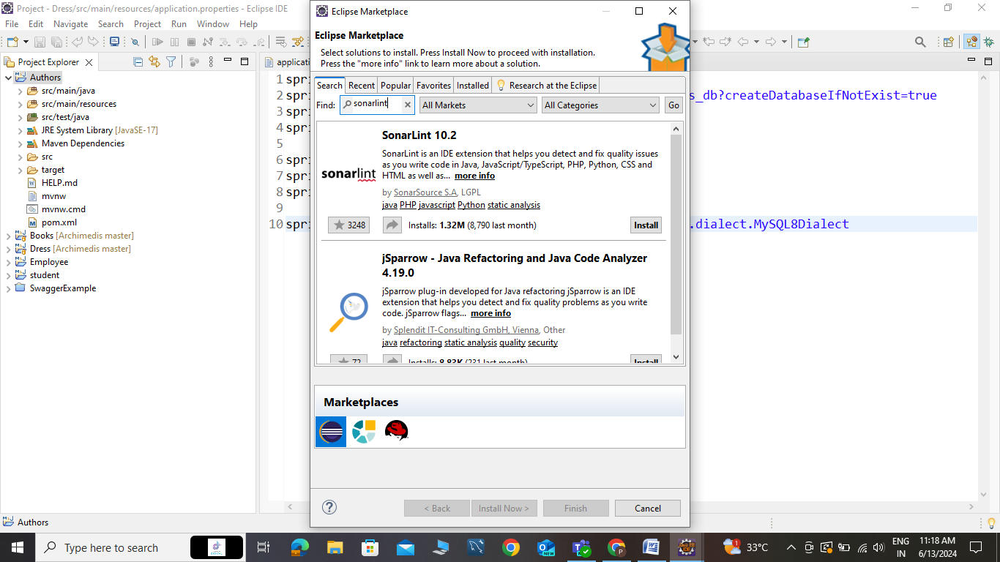 Project - Dress/src/main/resources/application.properties - Eclipse IDE
File Edit Navigate Search Project Run Window Help
Project Explorer
Authors
src/main/java
src/main/resources
src/test/java
JRE System Library [JavaSE-17]
Maven Dependencies
src
target
HELP.md
mvnw
mvnw.cmd
pom.xml
Books [Archimedis master]
Dress [Archimedis master]
Employee
student
SwaggerExample
Authors
applicati
1 spri
2 spri s_db?createDatabaseIfNotExist=true
3 spri
4 spri
5
6 spri
7 spri
8 spri
9
10 spri .dialect.MySQL8Dialect
Eclipse Marketplace
Eclipse Marketplace
Select solutions to install. Press Install Now to proceed with installation.
Press the "more info" link to learn more about a solution.
Search Recent Popular Favorites Installed Research at the Eclipse
Find: sonarlint All Markets All Categories Go
SonarLint 10.2
sonarlint
SonarLint is an IDE extension that helps you detect and fix quality issues
as you write code in Java, JavaScript/TypeScript, PHP, Python, CSS and
HTML as well as... more info
by SonarSource S.A, LGPL
java PHP javascript Python static analysis
3248 Installs: 1.32M (8,790 last month) Install
jSparrow - Java Refactoring and Java Code Analyzer
4.19.0
jSparrow plug-in developed for Java refactoring jSparrow is an IDE
extension that helps you detect and fix quality problems as you write
code. jSparrow flags... more info
by Splendit IT-Consulting GmbH, Vienna, Other
java refactoring static analysis quality security
72 Installs: 8.83K (231 last month) Install
Marketplaces
< Back Install Now > Finish Cancel
Type here to search
33°C
ENG
IN
11:18 AM
6/13/2024